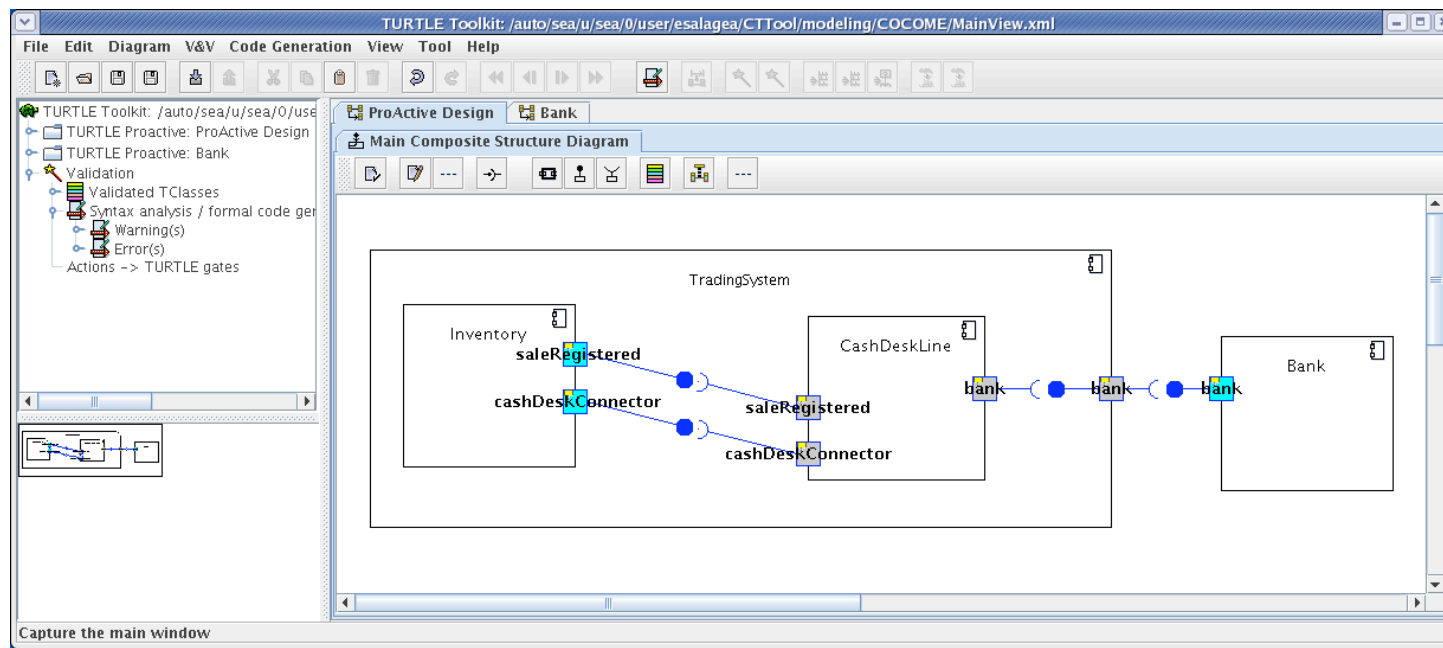 TURTLE Toolkit: /auto/sea/u/sea/0/user/esalagea/CTTool/modeling/COCOME/MainView.xml
File Edit Diagram V&V Code Generation View Tool Help
TURTLE Toolkit: /auto/sea/u/sea/0/use
TURTLE Proactive: ProActive Design
TURTLE Proactive: Bank
Validation
Validated TClasses
Syntax analysis / formal code ger
Warning(s)
Error(s)
Actions -> TURTLE gates
ProActive Design
Bank
Main Composite Structure Diagram
TradingSystem
Inventory
saleRegistered
cashDeskConnector
CashDeskLine
saleRegistered
cashDeskConnector
bank
bank
bank
Bank
Capture the main window